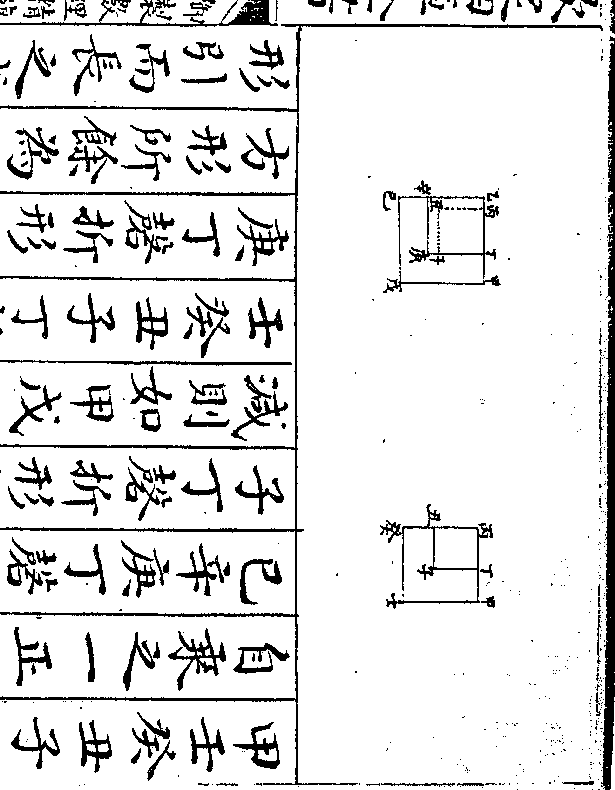 甲壬癸丑子
自乘之一正
己辛庚丁磬
子丁磬折形
減則如甲戊
壬癸丑子丁
庚丁磬折形
方形所餘為
形引而長之
甲
丁
丙
壬
子
癸
丑
甲
丁
丙
乙
戊
庚
子
丑
己
辛